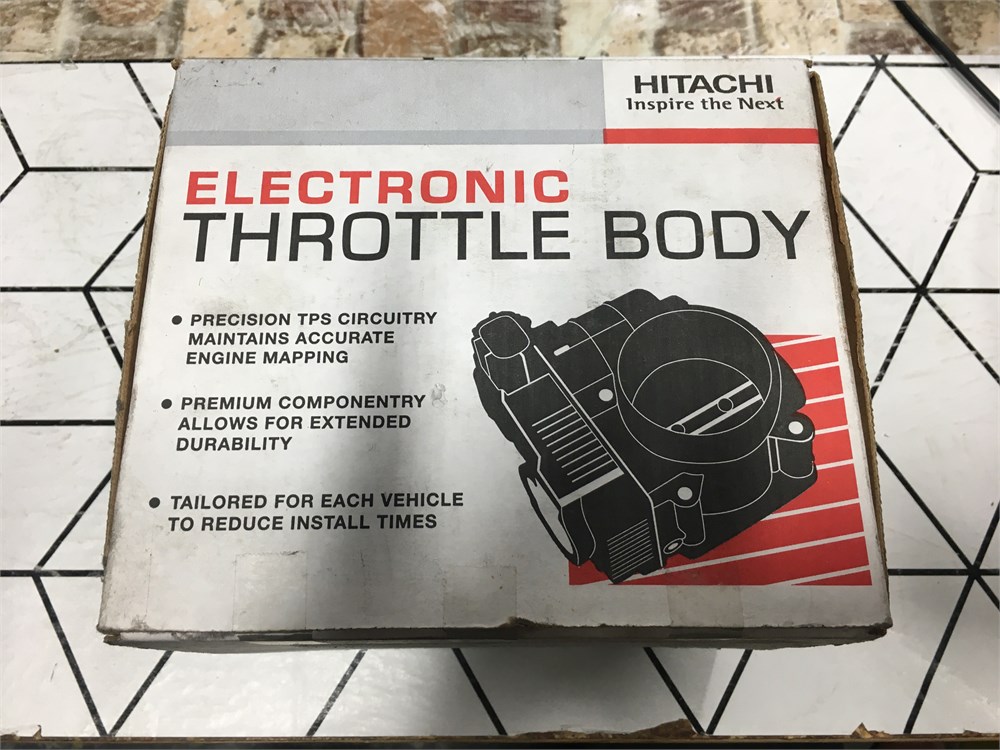 HITACHI
Inspire the Next
ELECTRONIC
THROTTLE BODY
• PRECISION TPS CIRCUITRY
MAINTAINS ACCURATE
ENGINE MAPPING
• PREMIUM COMPONENTRY
ALLOWS FOR EXTENDED
DURABILITY
• TAILORED FOR EACH VEHICLE
TO REDUCE INSTALL TIMES